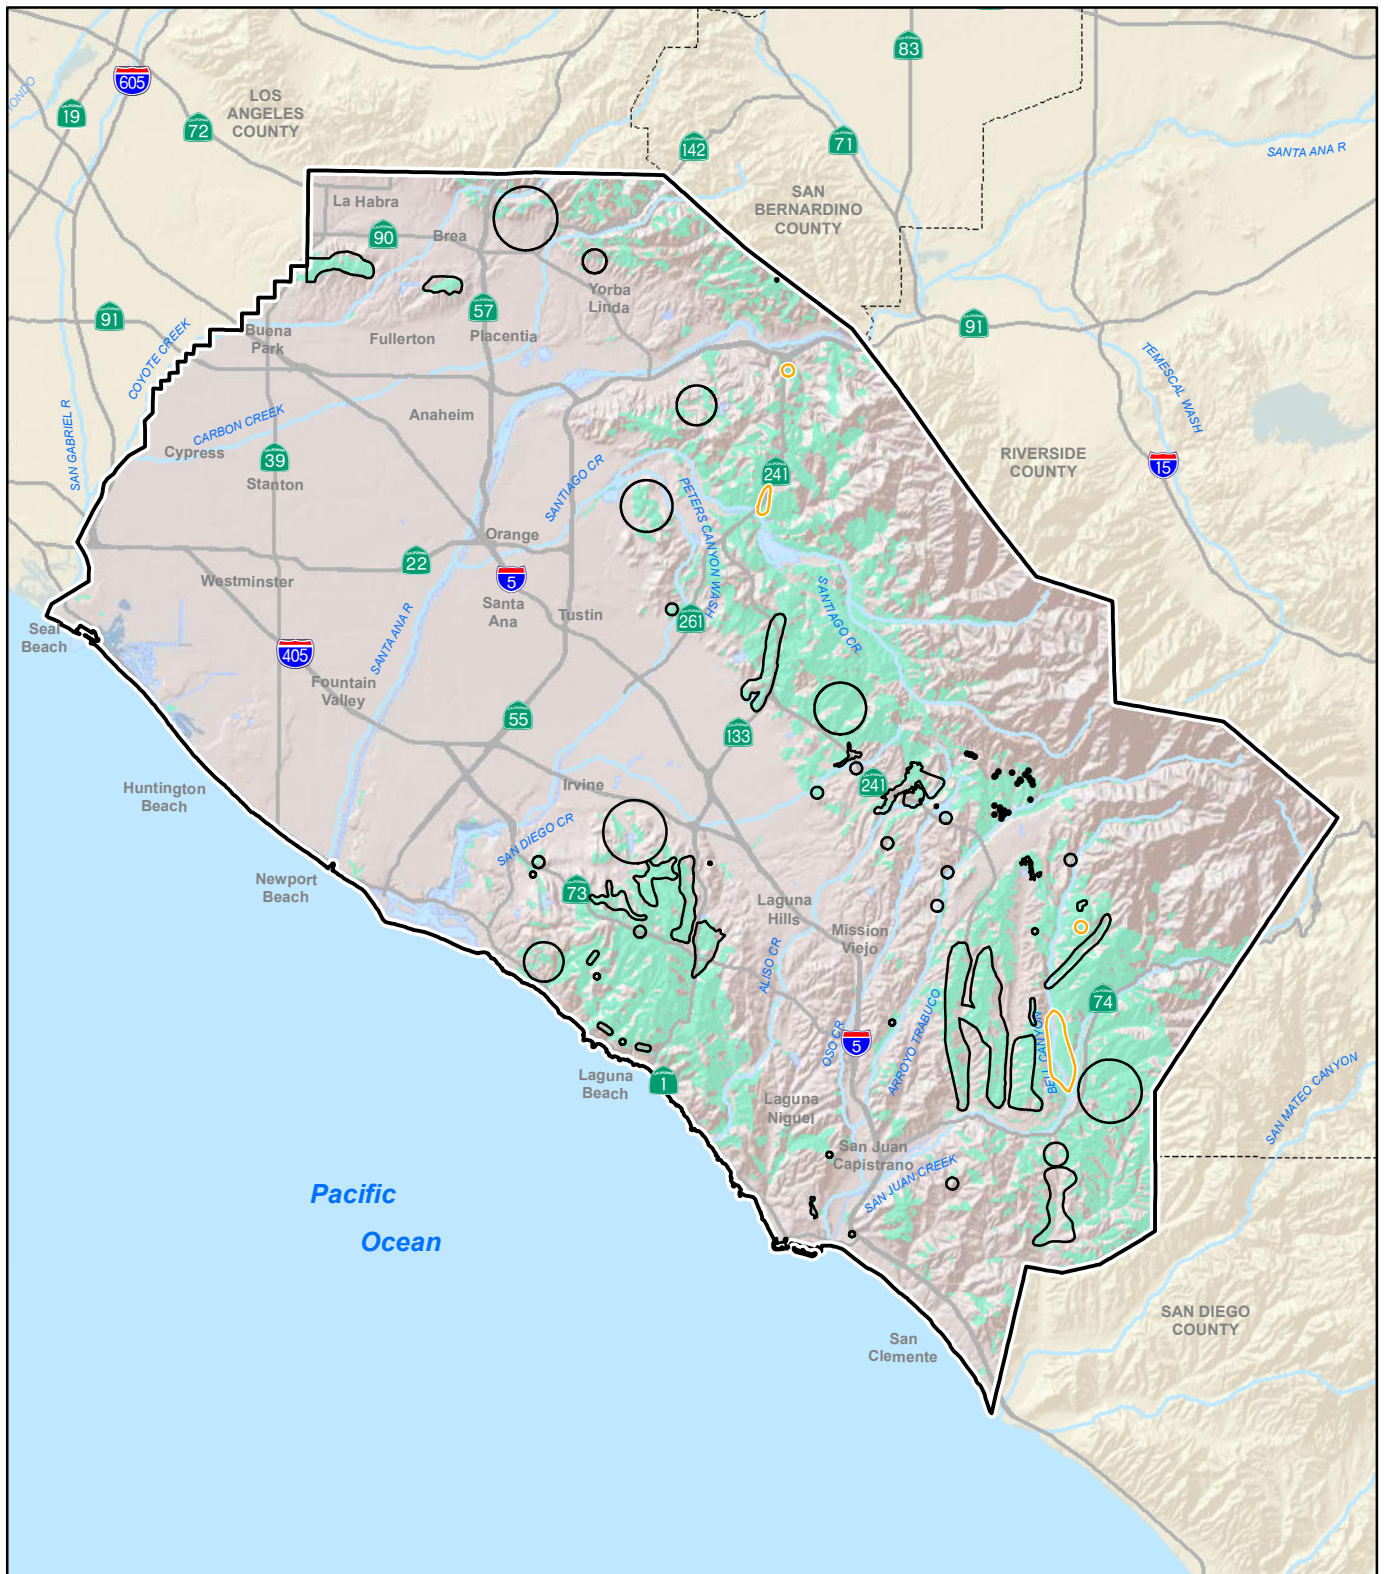 CALIFORNIA
83
605
LOS
ANGELES
COUNTY
19
72
142
71
SANTA ANA R
SAN
BERNARDINO
COUNTY
La Habra
90
Brea
Yorba
Linda
57
91
Buena
Park
Fullerton
Placentia
91
COYOTE CREEK
TEMESCAL WASH
SAN GABRIEL R
CARBON CREEK
Anaheim
Cypress
39
Stanton
RIVERSIDE
COUNTY
15
241
SANTIAGO CR
PETERS CANYON WASH
Orange
22
5
Westminster
Santa
Ana
Tustin
261
S SANTIAGO CR
Seal
Beach
SANTA ANA R
405
Fountain
Valley
55
133
Irvine
241
Huntington
Beach
SAN DIEGO CR
Newport
Beach
73
Laguna
Hills
Mission
Viejo
ALISO CR
74
ARROYO TRABUCO
BELL CANYON
OSO CR
5
Laguna
Beach
1
Laguna
Niguel
SAN MATEO CANYON
San Juan
Capistrano
SAN JUAN CREEK
Pacific
Ocean
SAN DIEGO
COUNTY
San
Clemente